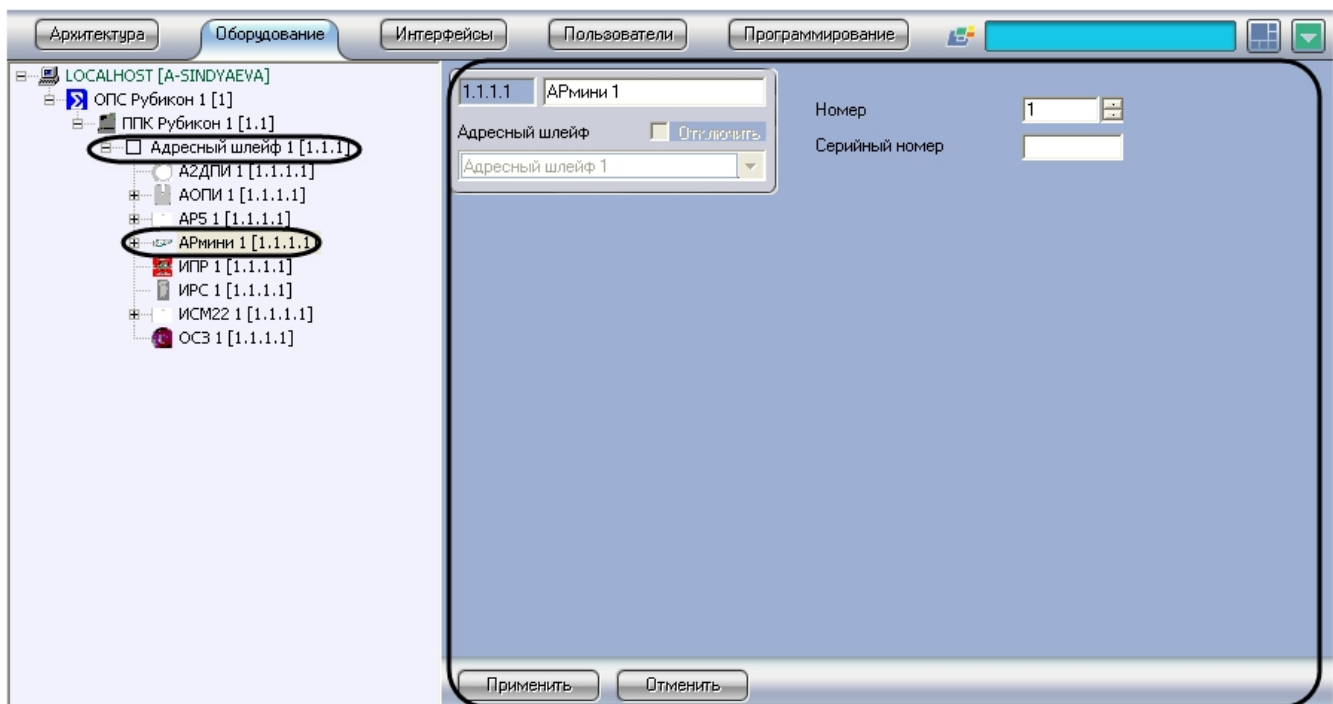 Архитектура Оборудование Интерфейсы Пользователи Программирование
LOCALHOST [A-SINDYAEVA]
ОПС Рубикон 1 [1]
ППК Рубикон 1 [1.1]
Адресный шлейф 1 [1.1.1]
А2ДПИ 1 [1.1.1.1]
АОПИ 1 [1.1.1.1]
АР5 1 [1.1.1.1]
АРмини 1 [1.1.1.1]
ИПР 1 [1.1.1.1]
ИРС 1 [1.1.1.1]
ИСМ22 1 [1.1.1.1]
ОСЗ 1 [1.1.1.1]
1.1.1.1 АРмини 1
Адресный шлейф Отключить
Адресный шлейф 1
Номер 1
Серийный номер
Применить Отменить